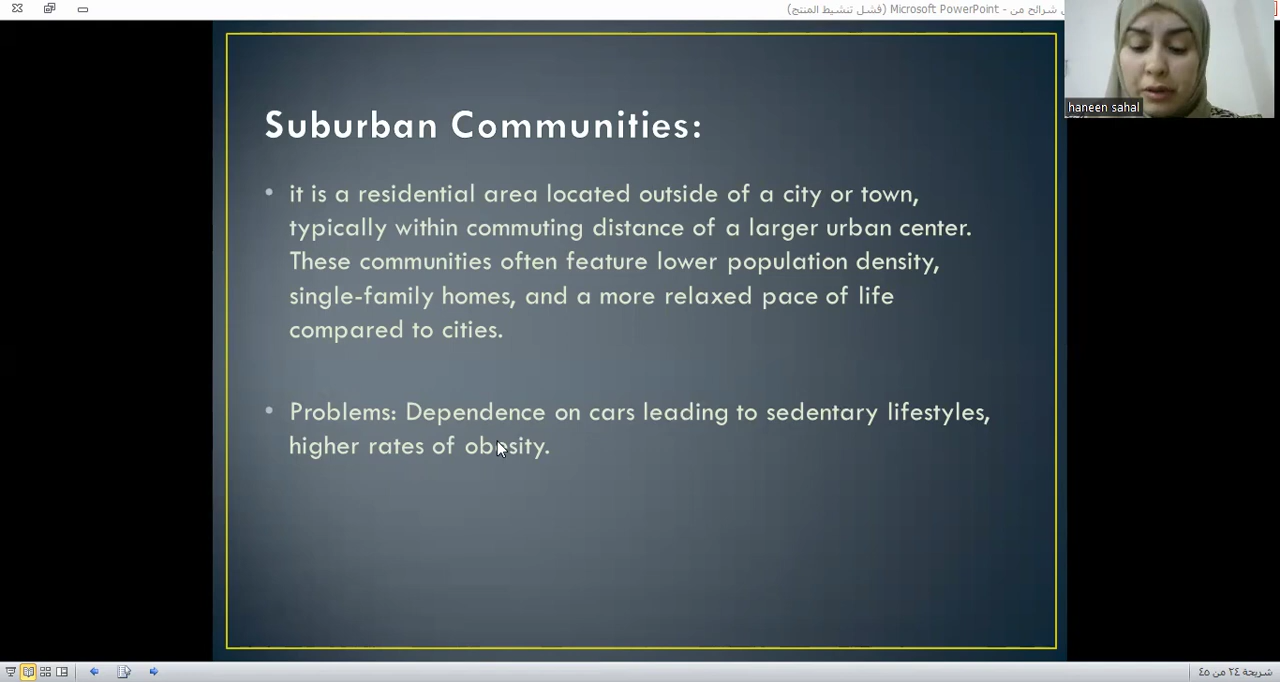 شرائح من - Microsoft PowerPoint (فشل تنشيط المنتج)
haneen sahal
Suburban Communities:
• it is a residential area located outside of a city or town,
typically within commuting distance of a larger urban center.
These communities often feature lower population density,
single-family homes, and a more relaxed pace of life
compared to cities.
• Problems: Dependence on cars leading to sedentary lifestyles,
higher rates of obesity.
شريحة ٢٤ من ٤٥